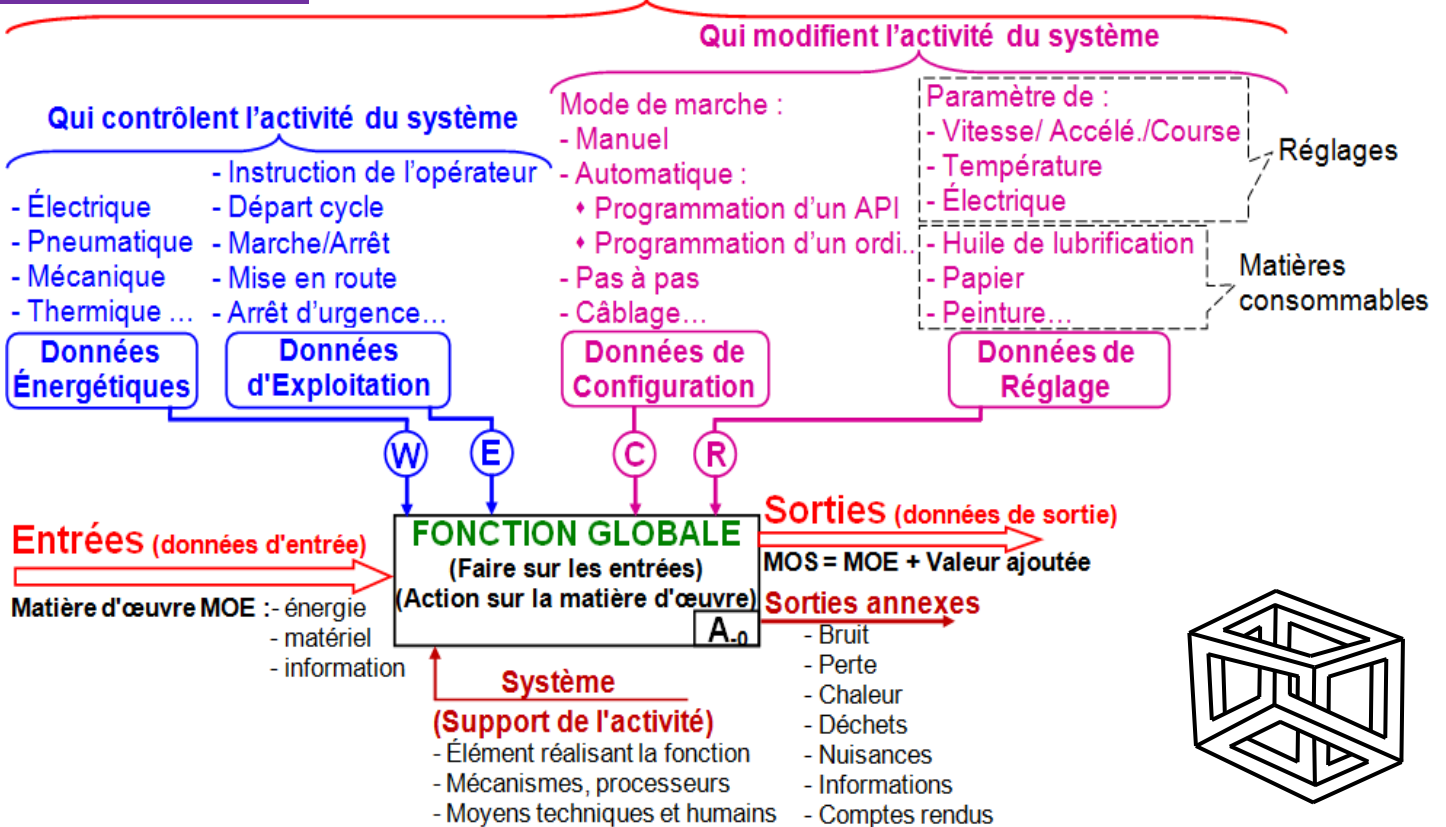 Qui modifient l'activité du système
Qui contrôlent l'activité du système
- Électrique
- Pneumatique
- Mécanique
- Thermique ...
- Instruction de l'opérateur
- Départ cycle
- Marche/Arrêt
- Mise en route
- Arrêt d'urgence...
Mode de marche :
- Manuel
- Automatique :
♦ Programmation d'un API
♦ Programmation d'un ordi..
- Pas à pas
- Câblage...
Paramètre de :
- Vitesse/ Accélé./Course
- Température
- Électrique
Réglages
- Huile de lubrification
- Papier
- Peinture...
Matières
consommables
Données
Énergétiques
Données
d'Exploitation
Données de
Configuration
Données de
Réglage
W
E
C
R
Entrées (données d'entrée)
Matière d'œuvre MOE : - énergie
- matériel
- information
FONCTION GLOBALE
(Faire sur les entrées)
(Action sur la matière d'œuvre)
A-0
Sorties (données de sortie)
MOS = MOE + Valeur ajoutée
Sorties annexes
- Bruit
- Perte
- Chaleur
- Déchets
- Nuisances
- Informations
- Comptes rendus
Système
(Support de l'activité)
- Élément réalisant la fonction
- Mécanismes, processeurs
- Moyens techniques et humains